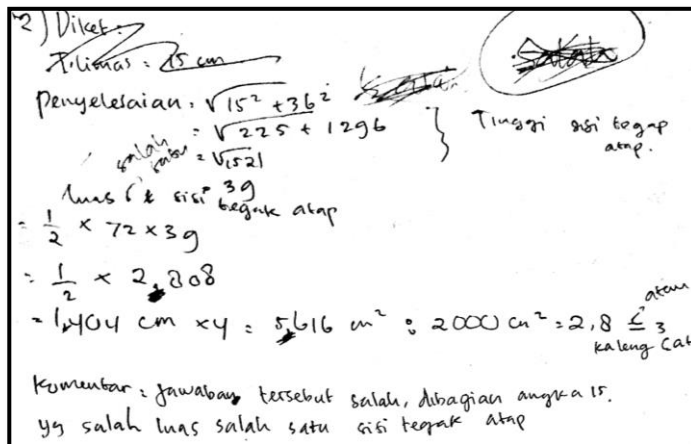 2) Diket:
T. limas = 15 cm
Penyelesaian = √15² + 36²
= √225 + 1296 } Tinggi sisi tegap atap.
= √1521
salah satu
luas sisi 39
tegak atap
= 1/2 × 72 × 39
= 1/2 × 2,808
= 1,404 cm × 4 = 5,616 cm² : 2000 cm² = 2,8 ≤ 3
atau
kaleng Cat
Komentar = jawaban tersebut salah, dibagian angka 15.
yg salah luas salah satu sisi tegak atap